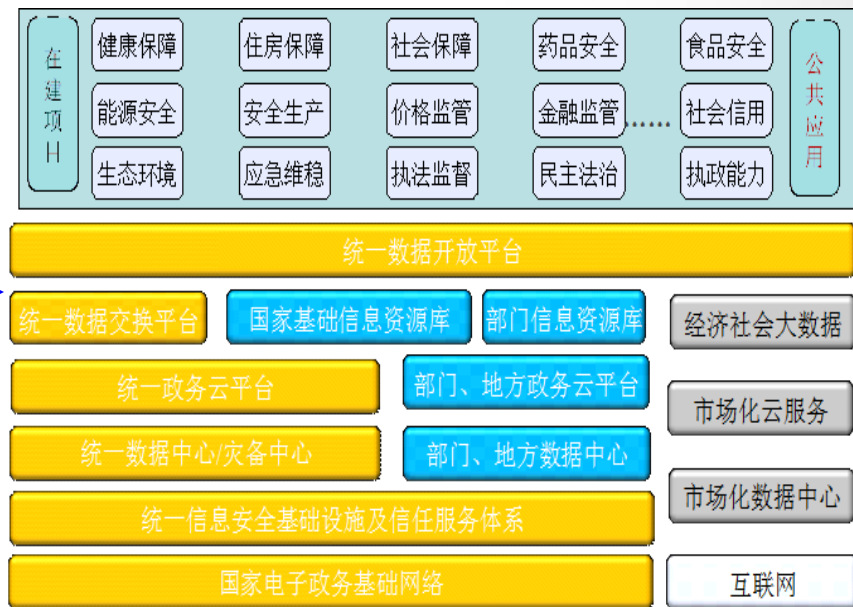 在建项目
健康保障 住房保障 社会保障 药品安全 食品安全
公共应用
能源安全 安全生产 价格监管 金融监管 …… 社会信用
生态环境 应急维稳 执法监督 民主法治 执政能力
统一数据开放平台
统一数据交换平台 国家基础信息资源库 部门信息资源库 经济社会大数据
统一政务云平台 部门、地方政务云平台
市场化云服务
统一数据中心/灾备中心 部门、地方数据中心
市场化数据中心
统一信息安全基础设施及信任服务体系
国家电子政务基础网络 互联网